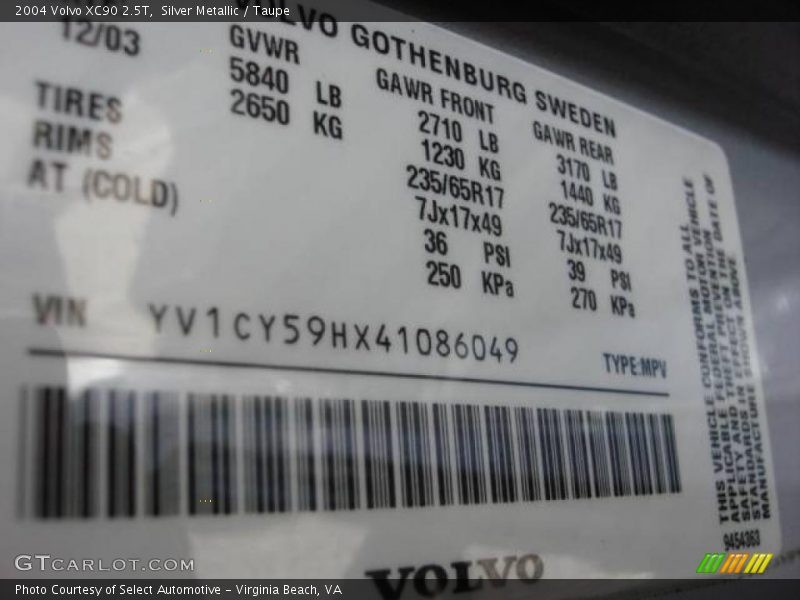 2004 Volvo XC90 2.5T, Silver Metallic / Taupe
VOLVO GOTHENBURG SWEDEN
12/03
GVWR
5840 LB
2650 KG
GAWR FRONT
2710 LB
1230 KG
235/65R17
7Jx17x49
36 PSI
250 KPa
GAWR REAR
3170 LB
1440 KG
235/65R17
7Jx17x49
39 PSI
270 KPa
TIRES
RIMS
AT (COLD)
VIN YV1CY59HX41086049
TYPE:MPV
THIS VEHICLE CONFORMS TO ALL
APPLICABLE FEDERAL MOTOR VEHICLE
SAFETY AND THEFT PREVENTION
STANDARDS IN EFFECT ON THE DATE OF
MANUFACTURE SHOWN ABOVE
9454363
VOLVO
GTCARLOT.COM
Photo Courtesy of Select Automotive – Virginia Beach, VA